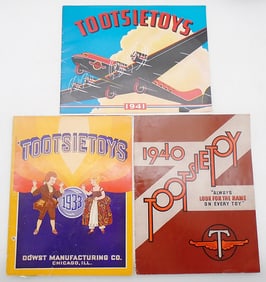 TOOTSIETOYS
1941
TOOTSIETOYS
1933
DOWST MANUFACTURING CO.
CHICAGO, ILL.
1940
TOOTSIETOY
"ALWAYS
LOOK FOR THE NAME
ON EVERY TOY"